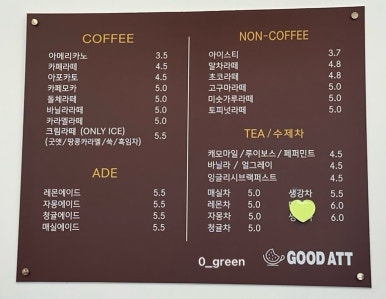 COFFEE
아메리카노 3.5
카페라떼 4.5
아포카토 4.5
카페모카 5.0
돌체라떼 5.0
바닐라라떼 5.0
카라멜라떼 5.0
크림라떼 (ONLY ICE) 5.5
(굿앳/땅콩카라멜/쑥/흑임자)
ADE
레몬에이드 5.5
자몽에이드 5.5
청귤에이드 5.5
매실에이드 5.5
NON-COFFEE
아이스티 3.7
말차라떼 4.8
초코라떼 4.8
고구마라떼 5.0
미숫가루라떼 5.0
토피넛라떼 5.0
TEA/수제차
캐모마일/루이보스/페퍼민트 4.5
바닐라/얼그레이 4.5
잉글리시브랙퍼스트 4.5
매실차 5.0 생강차 5.5
레몬차 5.0 6.0
자몽차 5.0 6.0
청귤차 5.0
0_green
GOOD ATT